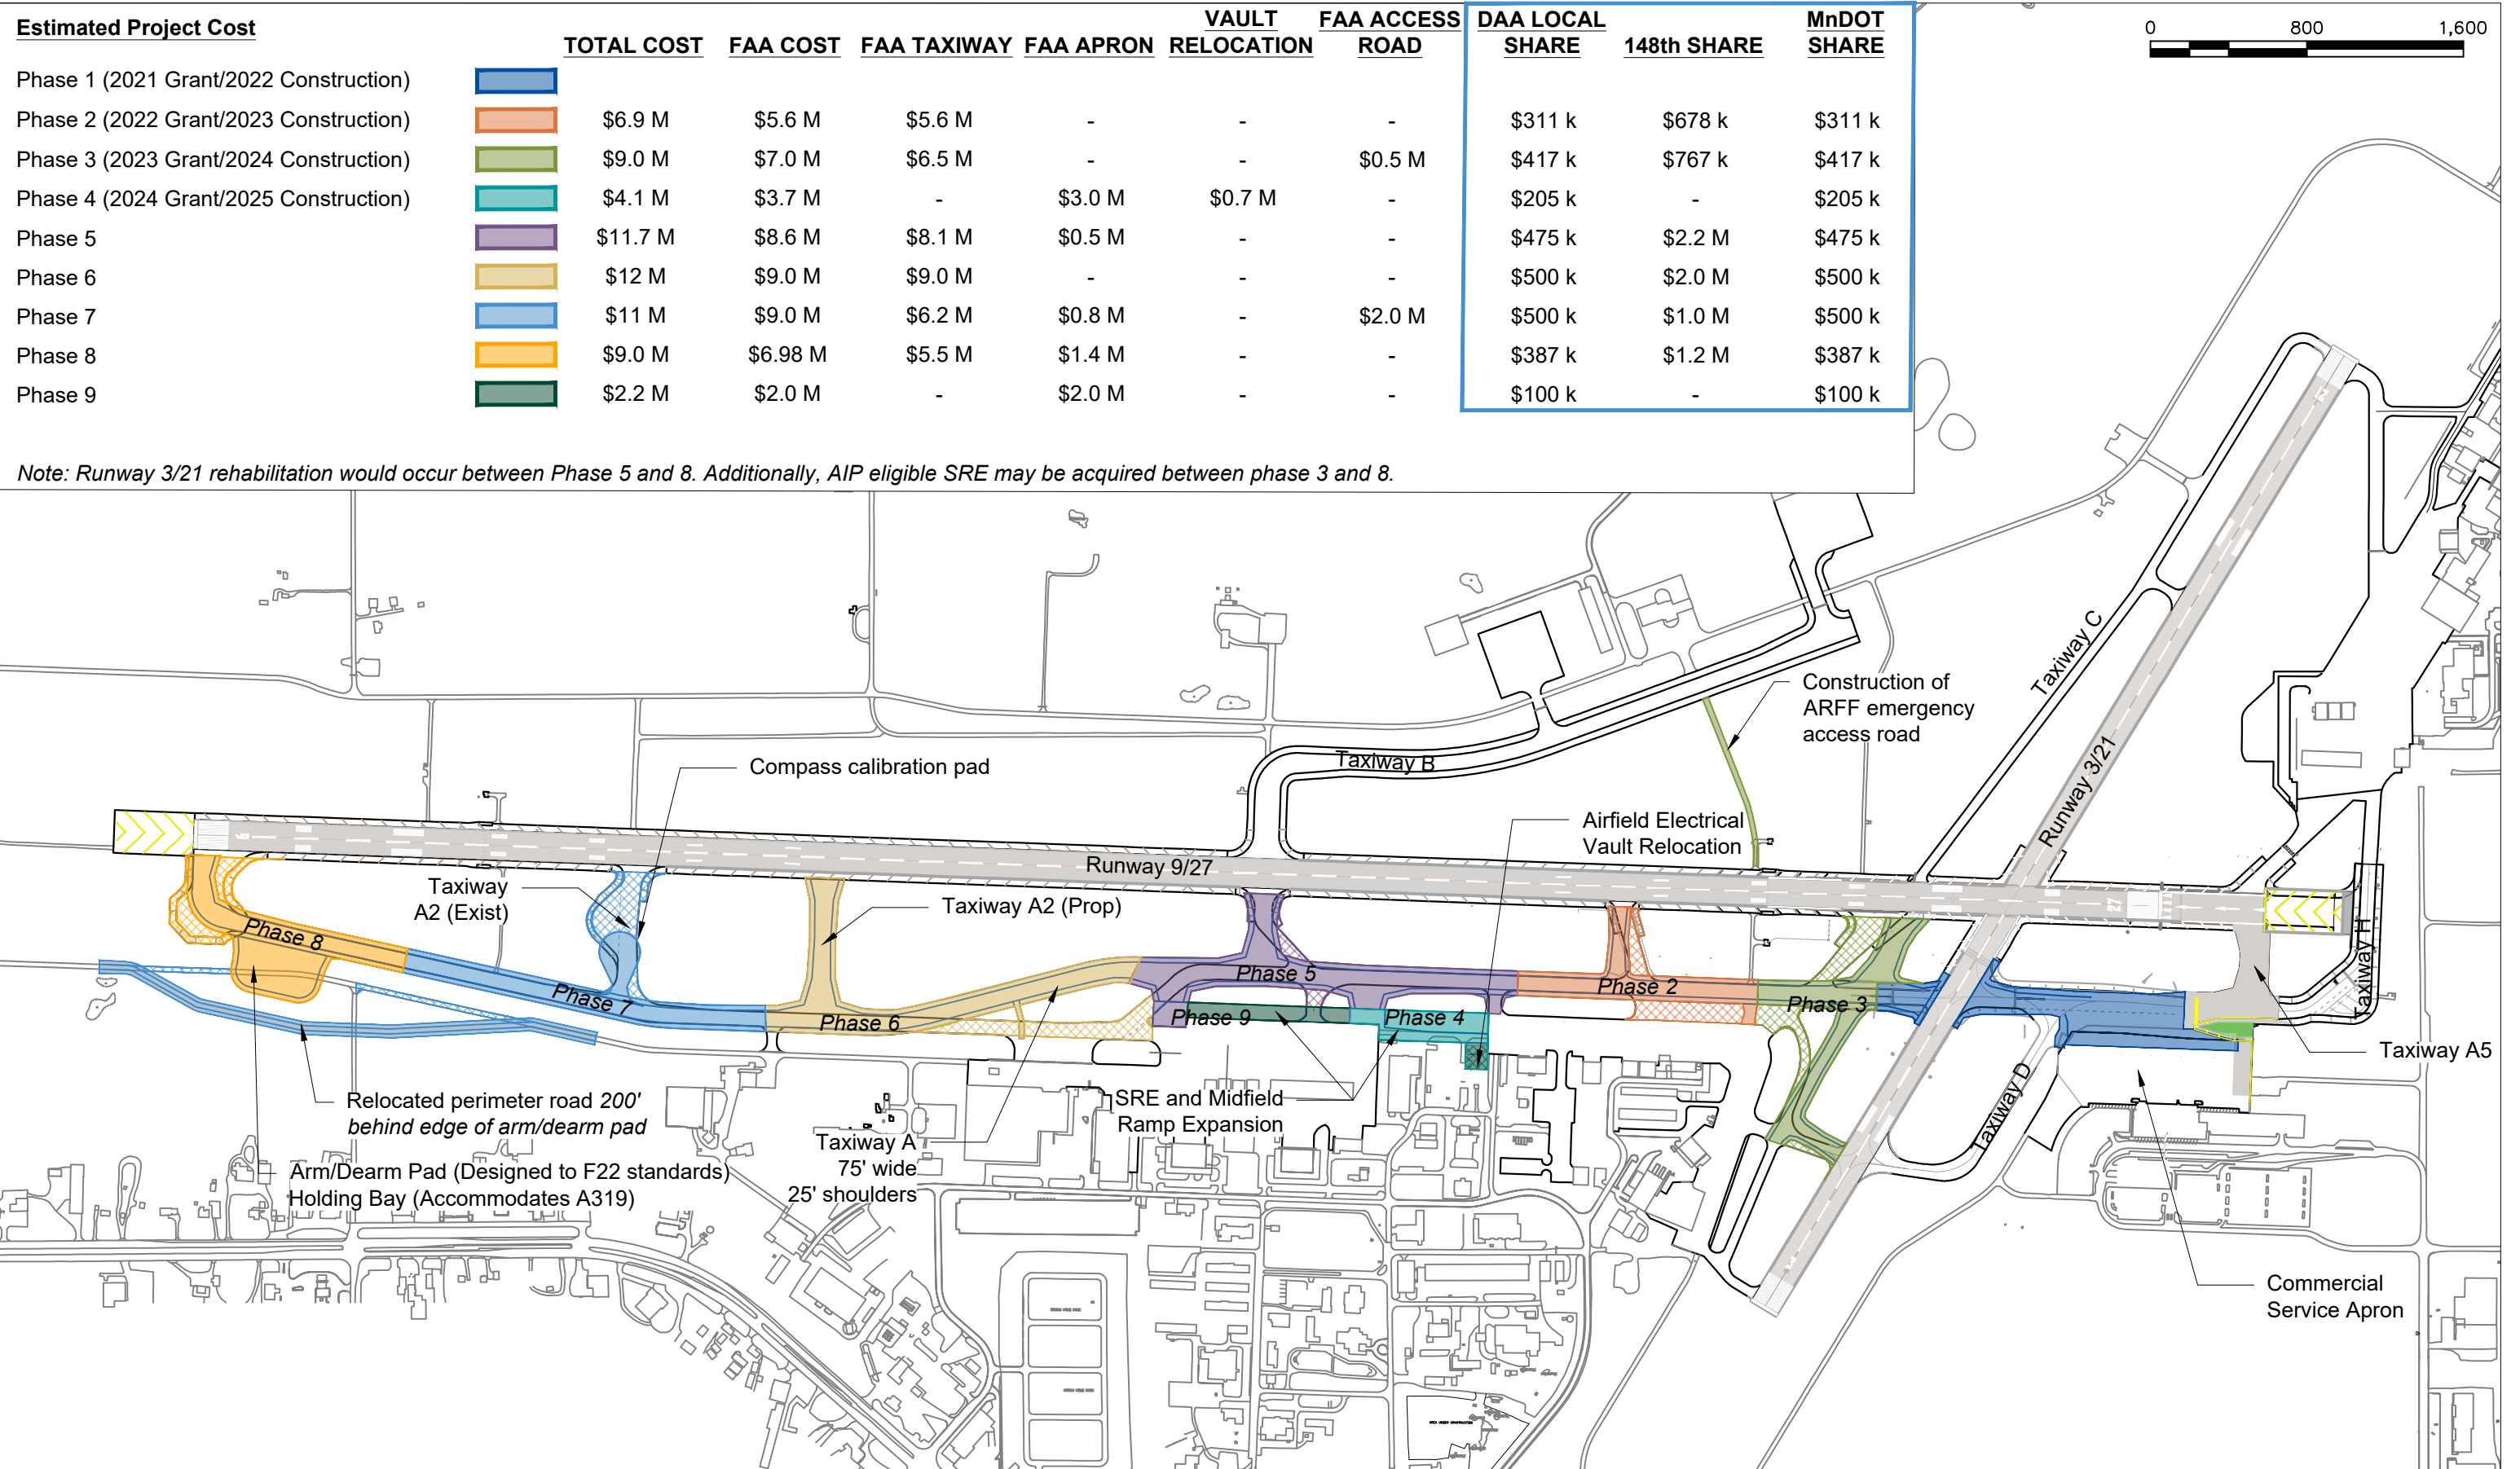 Estimated Project Cost
TOTAL COST FAA COST FAA TAXIWAY FAA APRON VAULT RELOCATION FAA ACCESS ROAD DAA LOCAL SHARE 148th SHARE MnDOT SHARE
Phase 1 (2021 Grant/2022 Construction)
Phase 2 (2022 Grant/2023 Construction) $6.9 M $5.6 M $5.6 M - - - $311 k $678 k $311 k
Phase 3 (2023 Grant/2024 Construction) $9.0 M $7.0 M $6.5 M - - $0.5 M $417 k $767 k $417 k
Phase 4 (2024 Grant/2025 Construction) $4.1 M $3.7 M - $3.0 M $0.7 M - $205 k - $205 k
Phase 5 $11.7 M $8.6 M $8.1 M $0.5 M - - $475 k $2.2 M $475 k
Phase 6 $12 M $9.0 M $9.0 M - - - $500 k $2.0 M $500 k
Phase 7 $11 M $9.0 M $6.2 M $0.8 M - $2.0 M $500 k $1.0 M $500 k
Phase 8 $9.0 M $6.98 M $5.5 M $1.4 M - - $387 k $1.2 M $387 k
Phase 9 $2.2 M $2.0 M - $2.0 M - - $100 k - $100 k
Note: Runway 3/21 rehabilitation would occur between Phase 5 and 8. Additionally, AIP eligible SRE may be acquired between phase 3 and 8.
0 800 1,600
Taxiway C
Construction of
ARFF emergency
access road
Runway 3/21
Taxiway B
Compass calibration pad
Airfield Electrical
Vault Relocation
Runway 9/27
Taxiway
A2 (Exist)
Taxiway A2 (Prop)
27
Taxiway H
Phase 8
Phase 7
Phase 6
Phase 5
Phase 9
Phase 4
Phase 2
Phase 3
Taxiway A5
Taxiway D
Relocated perimeter road 200'
behind edge of arm/dearm pad
SRE and Midfield
Ramp Expansion
Taxiway A
75' wide
25' shoulders
Arm/Dearm Pad (Designed to F22 standards)
Holding Bay (Accommodates A319)
Commercial
Service Apron